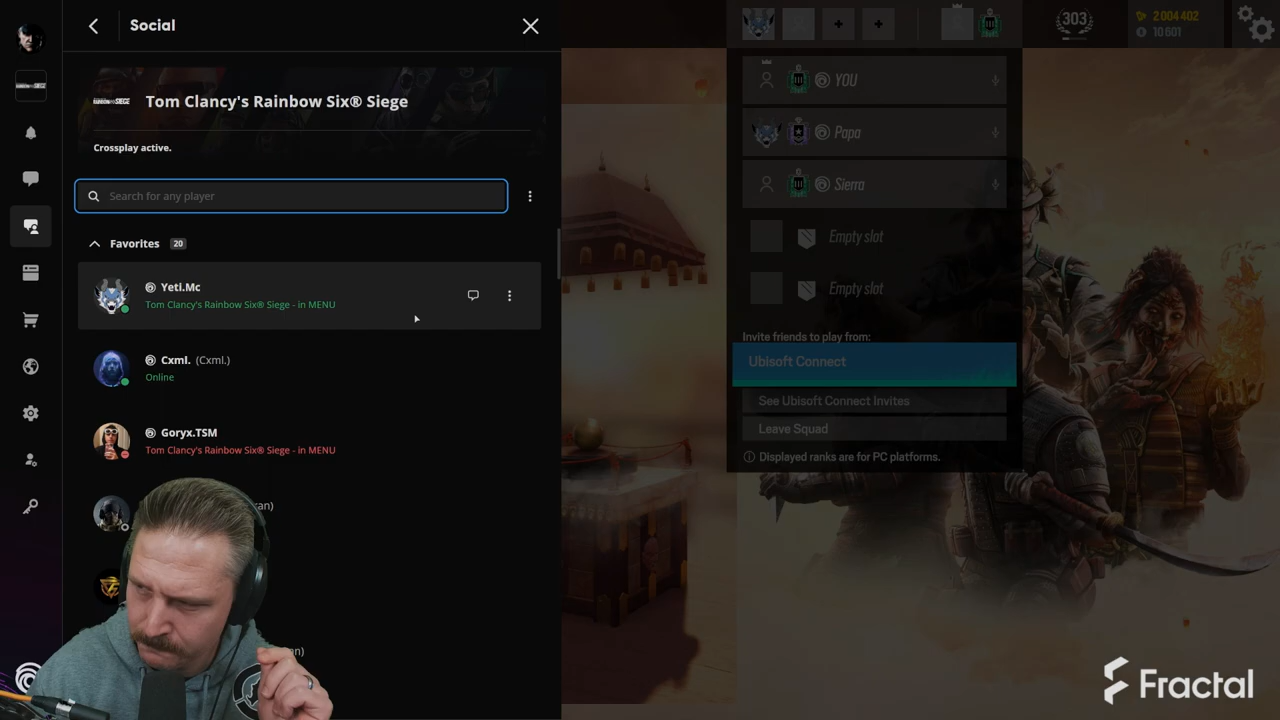 Social
Tom Clancy's Rainbow Six® Siege
Crossplay active.
Search for any player
Favorites 20
Yeti.Mc
Tom Clancy's Rainbow Six® Siege - in MENU
Cxml. (Cxml.)
Online
Goryx.TSM
Tom Clancy's Rainbow Six® Siege - in MENU
303
2 004 402
10 601
YOU
Papa
Sierra
Empty slot
Empty slot
Invite friends to play from:
Ubisoft Connect
See Ubisoft Connect Invites
Leave Squad
Displayed ranks are for PC platforms.
Fractal